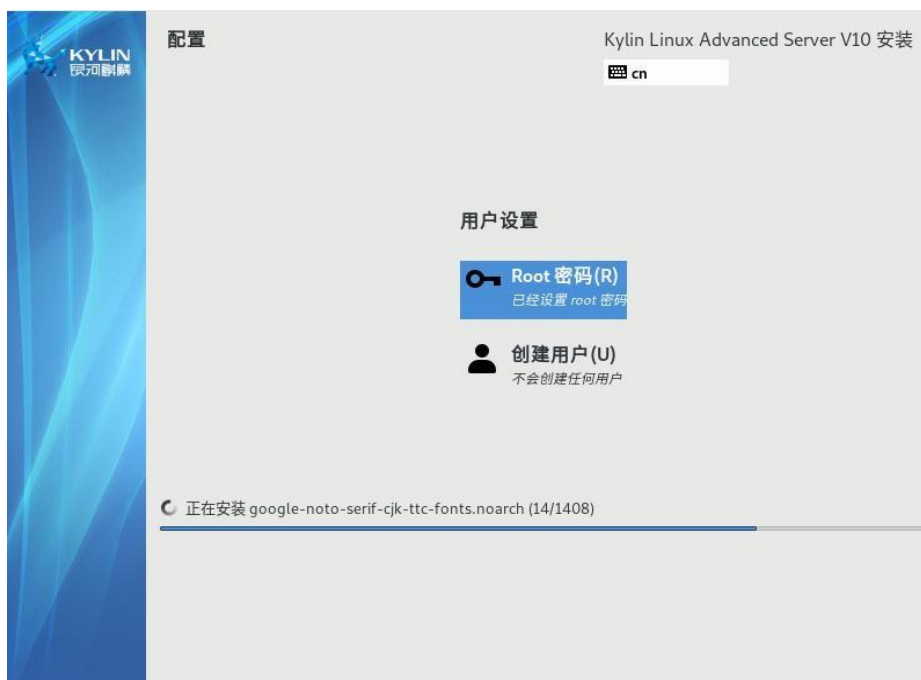 KYLIN
银河麒麟
配置
Kylin Linux Advanced Server V10 安装
cn
用户设置
Root 密码(R)
已经设置 root 密码
创建用户(U)
不会创建任何用户
正在安装 google-noto-serif-cjk-ttc-fonts.noarch (14/1408)